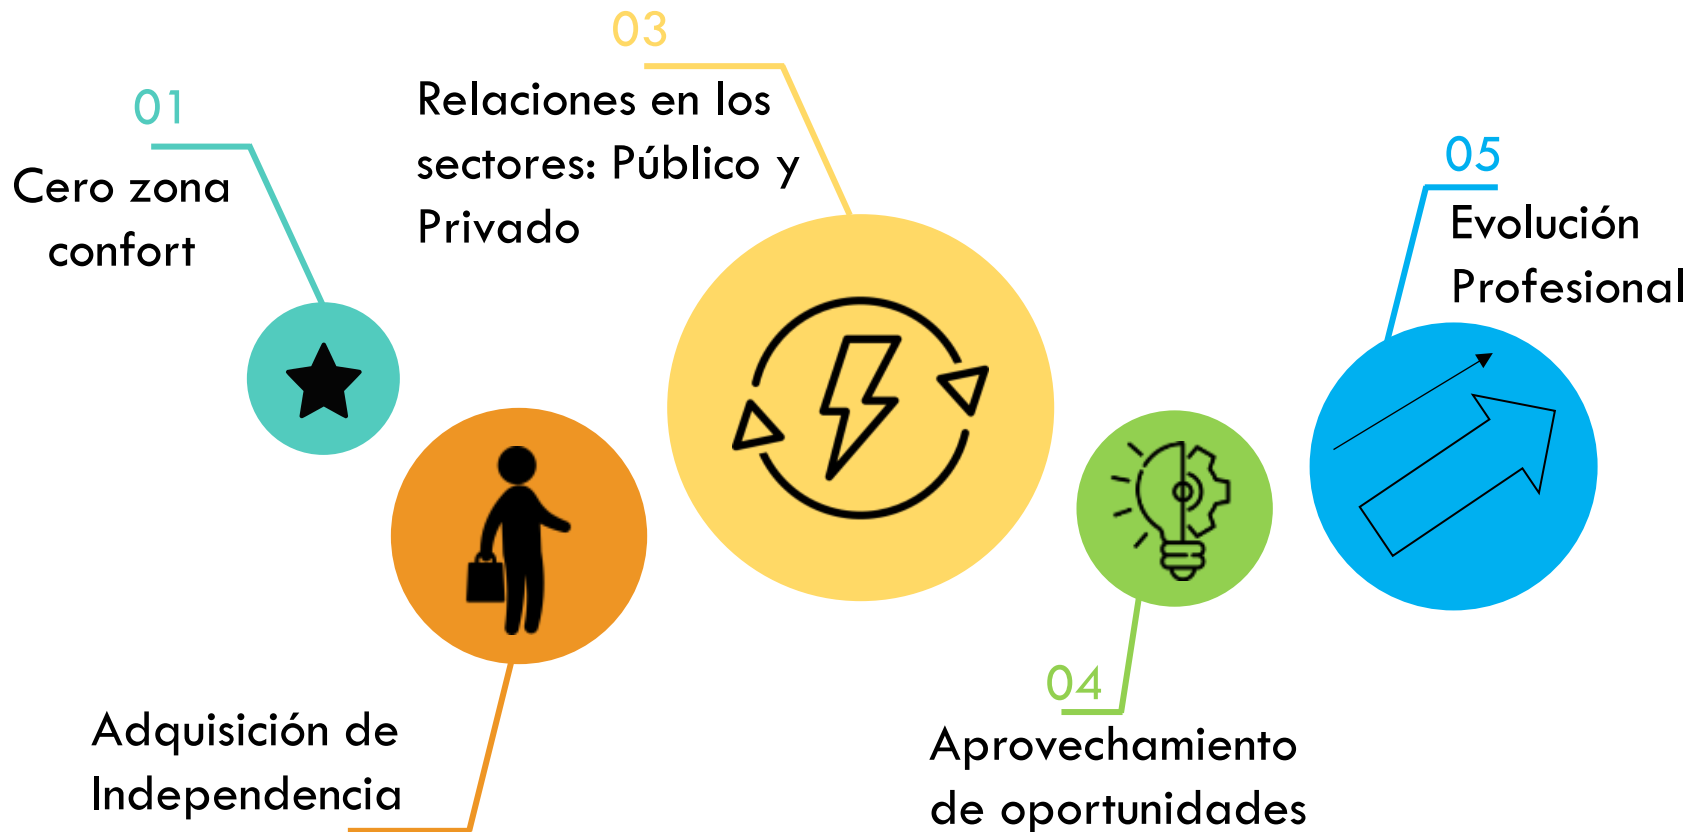 01
Cero zona
confort
Adquisición de
Independencia
03
Relaciones en los
sectores: Público y
Privado
04
Aprovechamiento
de oportunidades
05
Evolución
Profesional